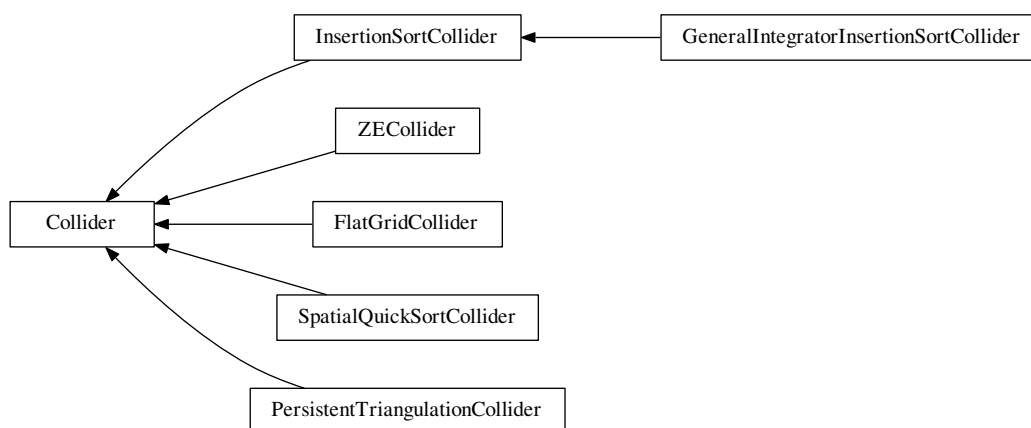 InsertionSortCollider
GeneralIntegratorInsertionSortCollider
ZECollider
Collider
FlatGridCollider
SpatialQuickSortCollider
PersistentTriangulationCollider